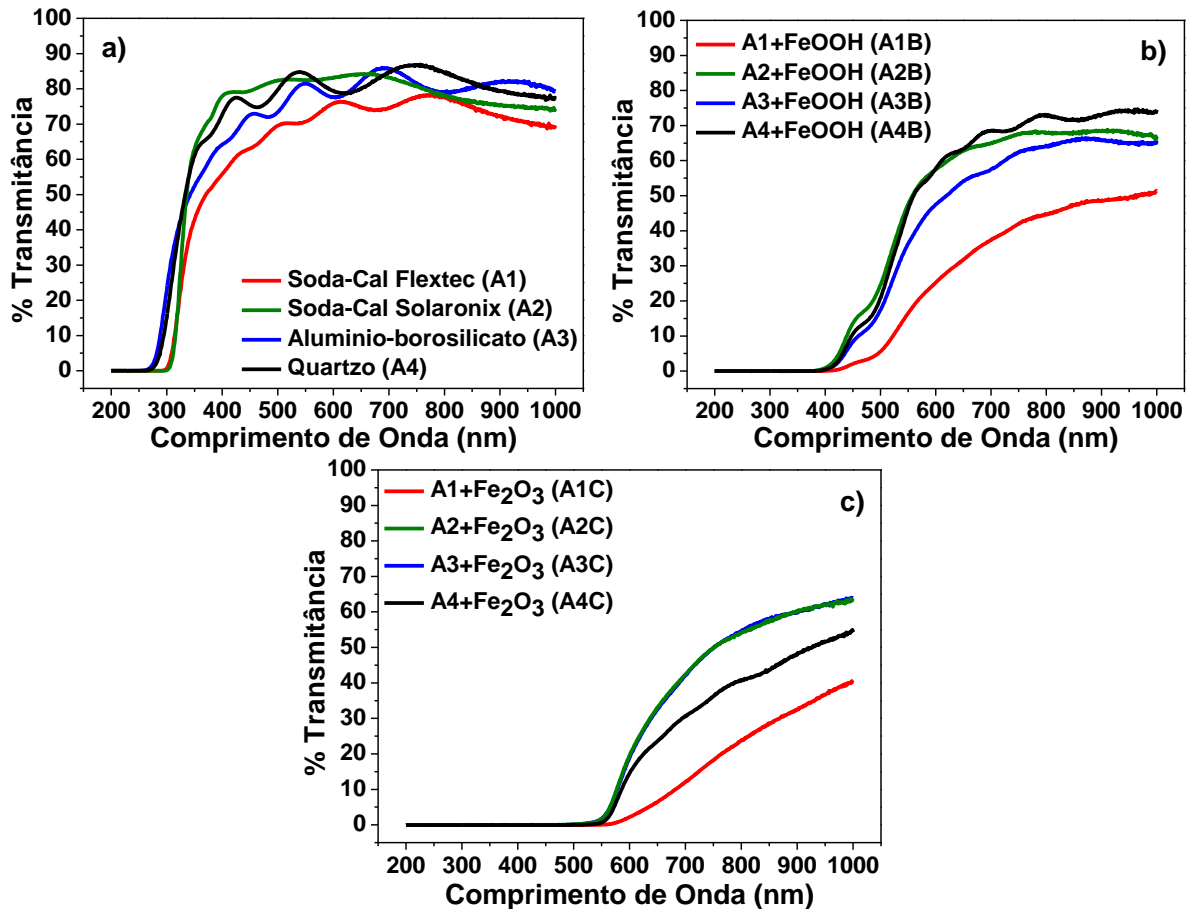 a)
% Transmitância
100
90
80
70
60
50
40
30
20
10
0
Soda-Cal Flextec (A1)
Soda-Cal Solaronix (A2)
Aluminio-borosilicato (A3)
Quartzo (A4)
200 300 400 500 600 700 800 900 1000
Comprimento de Onda (nm)
b)
% Transmitância
100
90
80
70
60
50
40
30
20
10
0
A1+FeOOH (A1B)
A2+FeOOH (A2B)
A3+FeOOH (A3B)
A4+FeOOH (A4B)
200 300 400 500 600 700 800 900 1000
Comprimento de Onda (nm)
c)
% Transmitância
100
90
80
70
60
50
40
30
20
10
0
A1+Fe₂O₃ (A1C)
A2+Fe₂O₃ (A2C)
A3+Fe₂O₃ (A3C)
A4+Fe₂O₃ (A4C)
200 300 400 500 600 700 800 900 1000
Comprimento de Onda (nm)